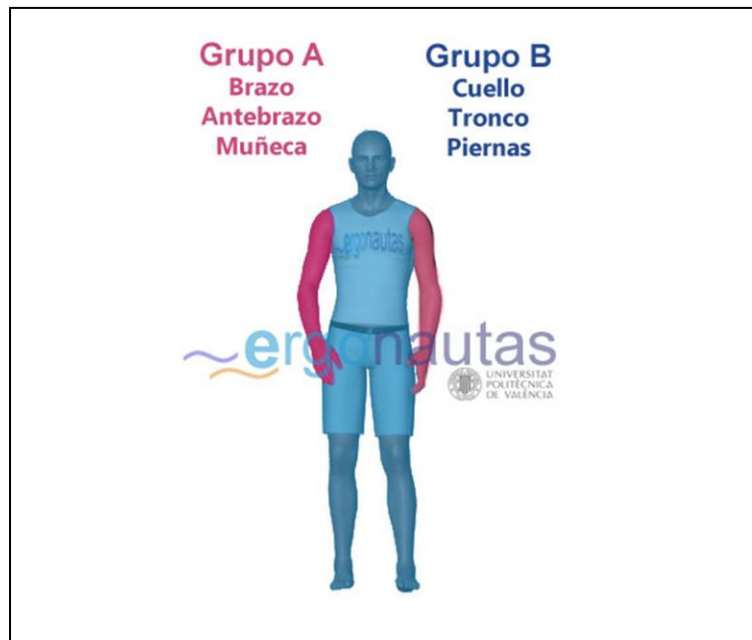 Grupo A
Brazo
Antebrazo
Muñeca
Grupo B
Cuello
Tronco
Piernas
ergonautas
ergonautas
UNIVERSITAT
POLITÈCNICA
DE VALÈNCIA